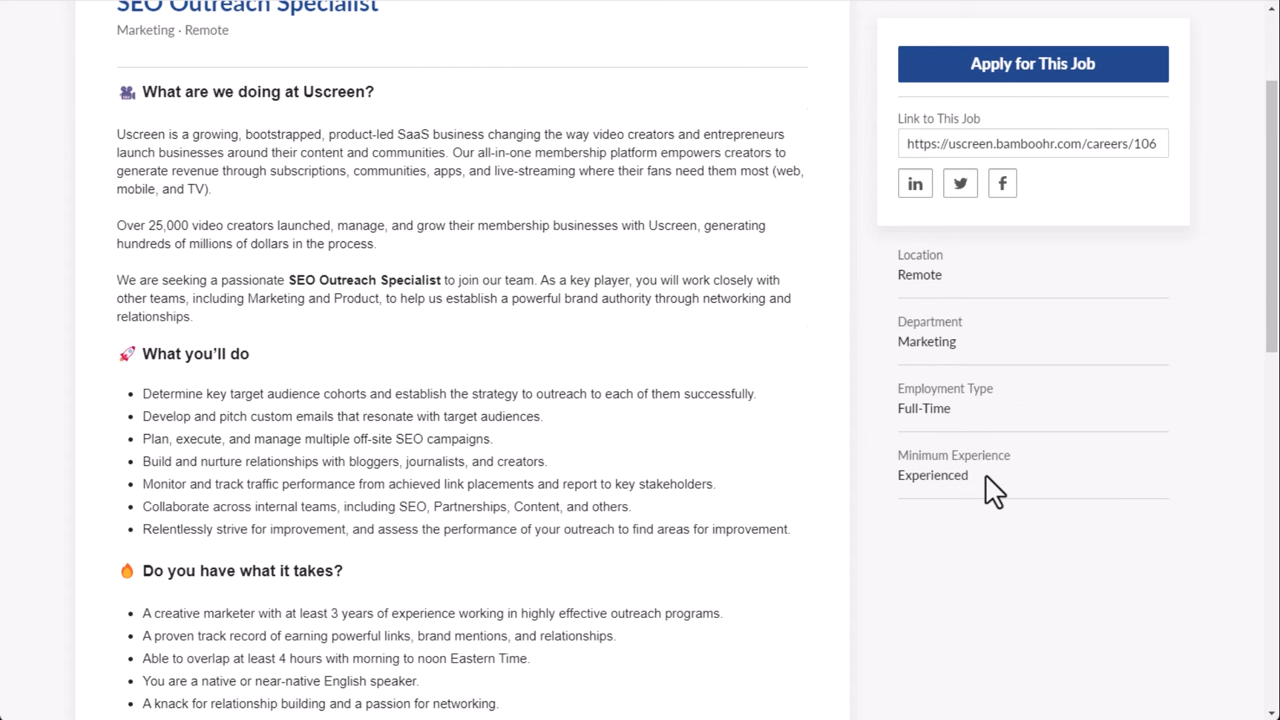 SEO Outreach Specialist
Marketing · Remote
What are we doing at Uscreen?
Uscreen is a growing, bootstrapped, product-led SaaS business changing the way video creators and entrepreneurs
launch businesses around their content and communities. Our all-in-one membership platform empowers creators to
generate revenue through subscriptions, communities, apps, and live-streaming where their fans need them most (web,
mobile, and TV).
Over 25,000 video creators launched, manage, and grow their membership businesses with Uscreen, generating
hundreds of millions of dollars in the process.
We are seeking a passionate SEO Outreach Specialist to join our team. As a key player, you will work closely with
other teams, including Marketing and Product, to help us establish a powerful brand authority through networking and
relationships.
What you’ll do
• Determine key target audience cohorts and establish the strategy to outreach to each of them successfully.
• Develop and pitch custom emails that resonate with target audiences.
• Plan, execute, and manage multiple off-site SEO campaigns.
• Build and nurture relationships with bloggers, journalists, and creators.
• Monitor and track traffic performance from achieved link placements and report to key stakeholders.
• Collaborate across internal teams, including SEO, Partnerships, Content, and others.
• Relentlessly strive for improvement, and assess the performance of your outreach to find areas for improvement.
Do you have what it takes?
• A creative marketer with at least 3 years of experience working in highly effective outreach programs.
• A proven track record of earning powerful links, brand mentions, and relationships.
• Able to overlap at least 4 hours with morning to noon Eastern Time.
• You are a native or near-native English speaker.
• A knack for relationship building and a passion for networking.
Apply for This Job
Link to This Job
https://uscreen.bamboohr.com/careers/106
in
f
Location
Remote
Department
Marketing
Employment Type
Full-Time
Minimum Experience
Experienced